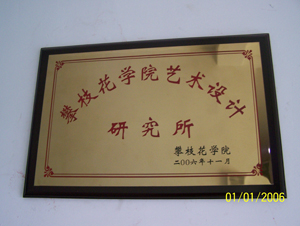 攀枝花学院艺术设计
研究所
攀枝花学院
二00六年十一月
01/01/2006